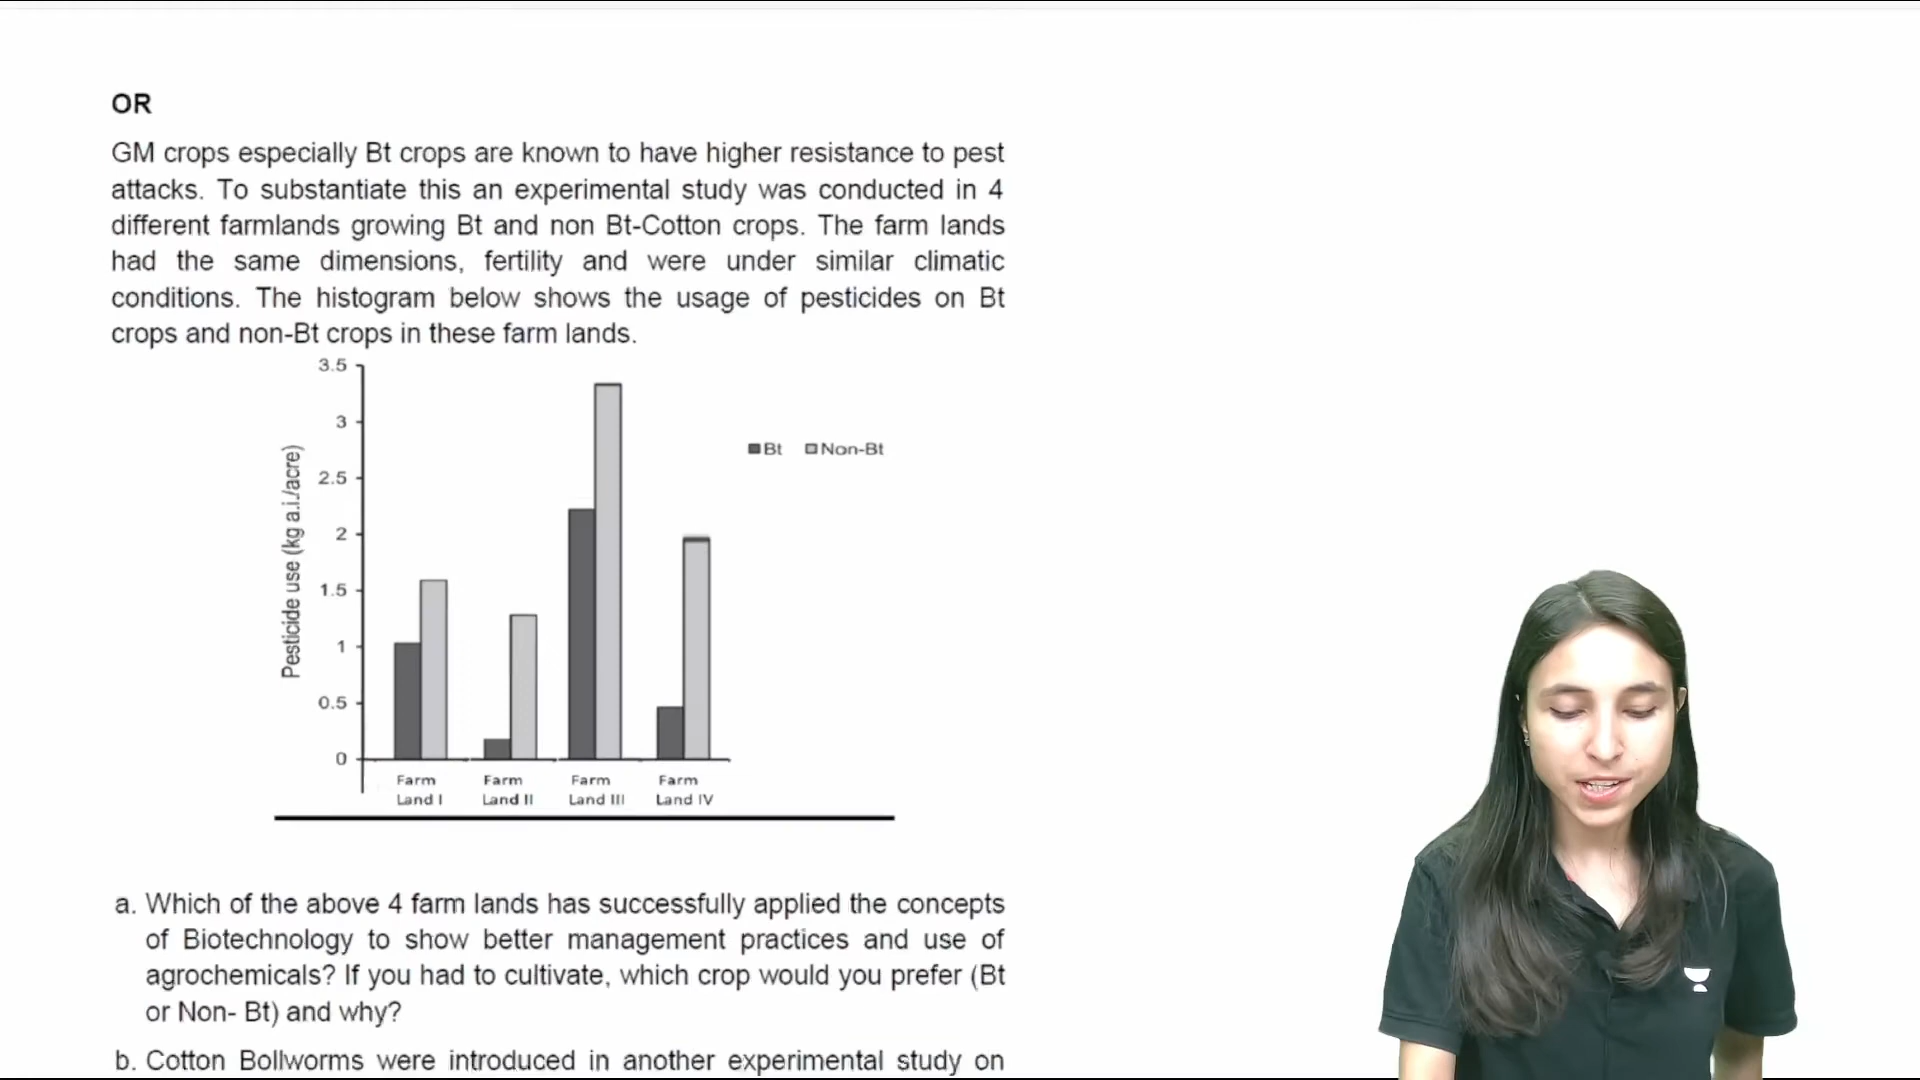 OR
GM crops especially Bt crops are known to have higher resistance to pest
attacks. To substantiate this an experimental study was conducted in 4
different farmlands growing Bt and non Bt-Cotton crops. The farm lands
had the same dimensions, fertility and were under similar climatic
conditions. The histogram below shows the usage of pesticides on Bt
crops and non-Bt crops in these farm lands.
3.5
3
2.5
2
1.5
1
0.5
0
Pesticide use (kg a.i./acre)
Bt Non-Bt
Farm Farm Farm Farm
Land I Land II Land III Land IV
a. Which of the above 4 farm lands has successfully applied the concepts
of Biotechnology to show better management practices and use of
agrochemicals? If you had to cultivate, which crop would you prefer (Bt
or Non- Bt) and why?
b. Cotton Bollworms were introduced in another experimental study on